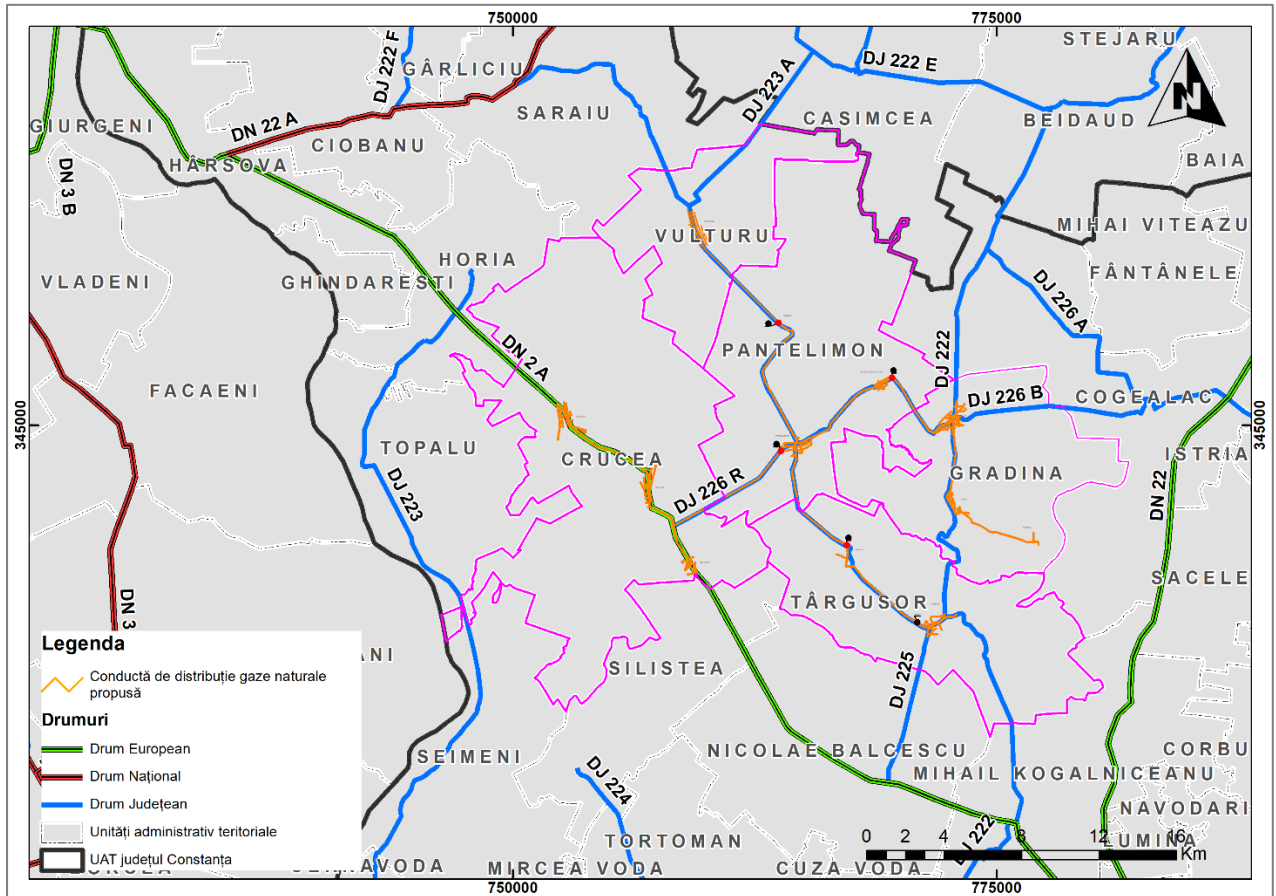 750000
775000
STEJARU
DJ 222 F
GÂRLICIU
DJ 223 A
DJ 222 E
N
SARAIU
CASIMCEA
BEIDAUD
GIURGENI
DN 22 A
CIOBANU
HÂRSOVA
BAIA
DN 3 B
VULTURU
MIHAI VITEAZU
HORIA
VLADENI
GHINDARESTI
FÂNTÂNELE
DJ 226 A
DN 2 A
PANTELIMON
DJ 222
FACAENI
DJ 226 B
COGEALAC
345000
345000
TOPALU
CRUCEA
ISTRIA
GRADINA
DJ 223
DJ 226 R
DN 22
SACELE
DN 3
TÂRGUSOR
Legenda
ANI
SILISTEA
Conductă de distribuție gaze naturale
propusă
DJ 225
Drumuri
Drum European
SEIMENI
NICOLAE BALCESCU
CORBU
Drum Național
DJ 224
MIHAIL KOGALNICEANU
Drum Județean
NAVODARI
Unități administrativ teritoriale
TORTOMAN
0 2 4 8 12 16
Km
LUMINA
UAT județul Constanța
DJ 222
MIRCEA VODA
CUZA VODA
750000
775000